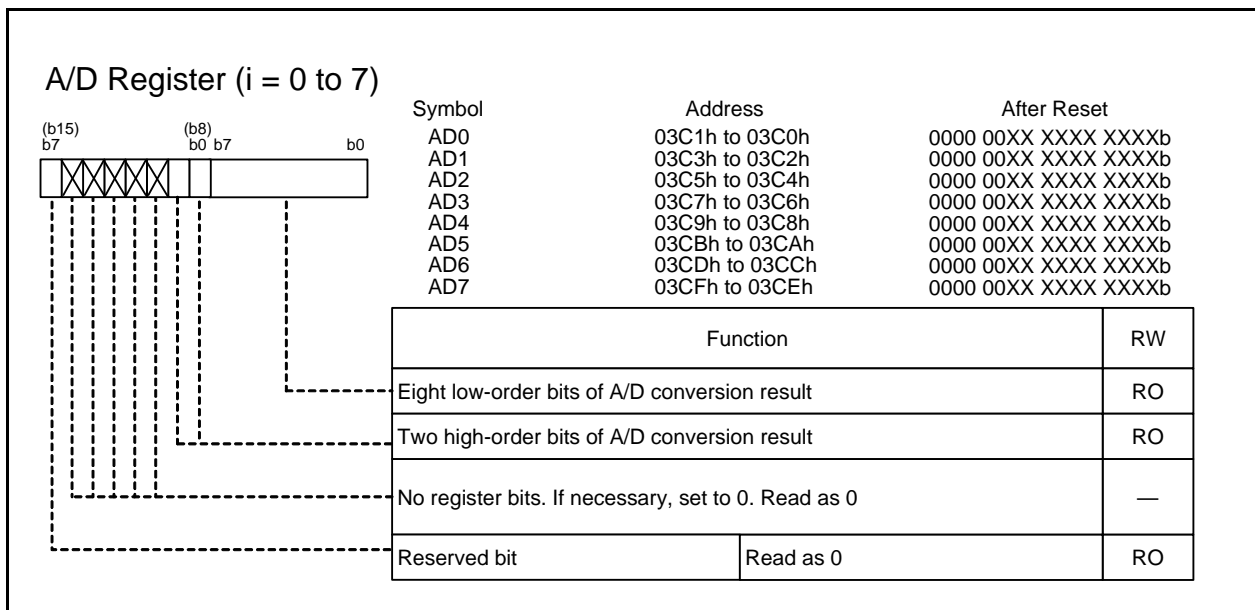 A/D Register (i = 0 to 7)
Symbol Address After Reset
(b15) (b8)
b7 b0 b7 b0
AD0 03C1h to 03C0h 0000 00XX XXXX XXXXb
AD1 03C3h to 03C2h 0000 00XX XXXX XXXXb
AD2 03C5h to 03C4h 0000 00XX XXXX XXXXb
AD3 03C7h to 03C6h 0000 00XX XXXX XXXXb
AD4 03C9h to 03C8h 0000 00XX XXXX XXXXb
AD5 03CBh to 03CAh 0000 00XX XXXX XXXXb
AD6 03CDh to 03CCh 0000 00XX XXXX XXXXb
AD7 03CFh to 03CEh 0000 00XX XXXX XXXXb
Function RW
Eight low-order bits of A/D conversion result RO
Two high-order bits of A/D conversion result RO
No register bits. If necessary, set to 0. Read as 0 —
Reserved bit Read as 0 RO